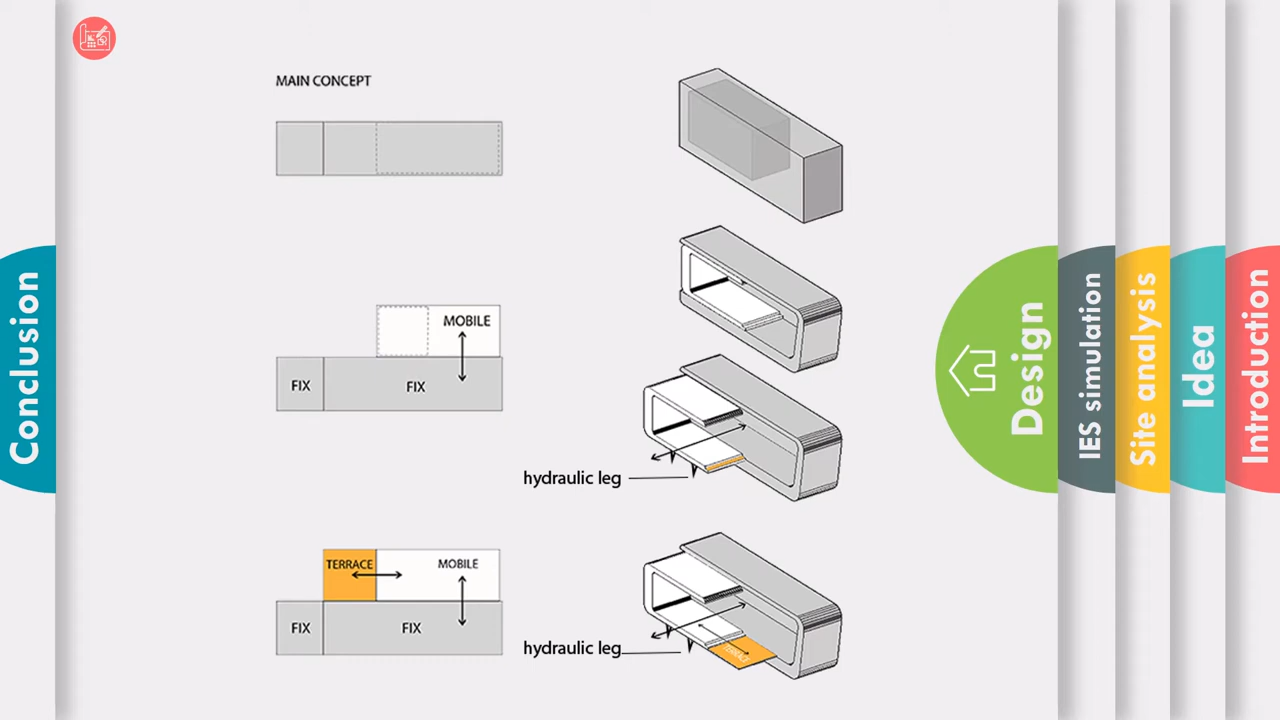 MAIN CONCEPT
MOBILE
FIX
FIX
hydraulic leg
TERRACE
MOBILE
FIX
FIX
hydraulic leg
TERRACE
Conclusion
Design
IES simulation
Site analysis
Idea
Introduction